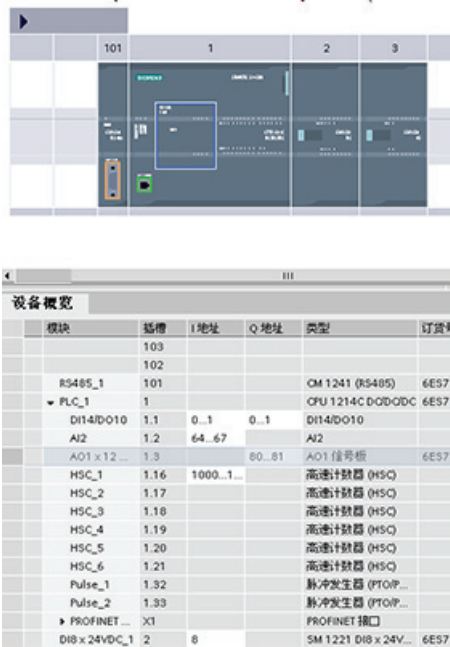 101 1 2 3
SIEMENS
设备概览
模块 插槽 I 地址 Q 地址 类型
103
102
RS485_1 101 CM 1241 (RS485) 6ES7
PLC_1 1 CPU 1214C DC/DC/DC 6ES7
DI14/DO10 1.1 0...1 0...1 DI14/DO10
AI2 1.2 64...67 AI2
AO1 x 12 ... 1.3 80...81 AO1 信号板 6ES7
HSC_1 1.16 1000...1... 高速计数器 (HSC)
HSC_2 1.17 高速计数器 (HSC)
HSC_3 1.18 高速计数器 (HSC)
HSC_4 1.19 高速计数器 (HSC)
HSC_5 1.20 高速计数器 (HSC)
HSC_6 1.21 高速计数器 (HSC)
Pulse_1 1.32 脉冲发生器 (PTO/P...
Pulse_2 1.33 脉冲发生器 (PTO/P...
PROFINET ... X1 PROFINET 接口
DI8 x 24VDC_1 2 8 SM 1221 DI8 x 24V... 6ES7